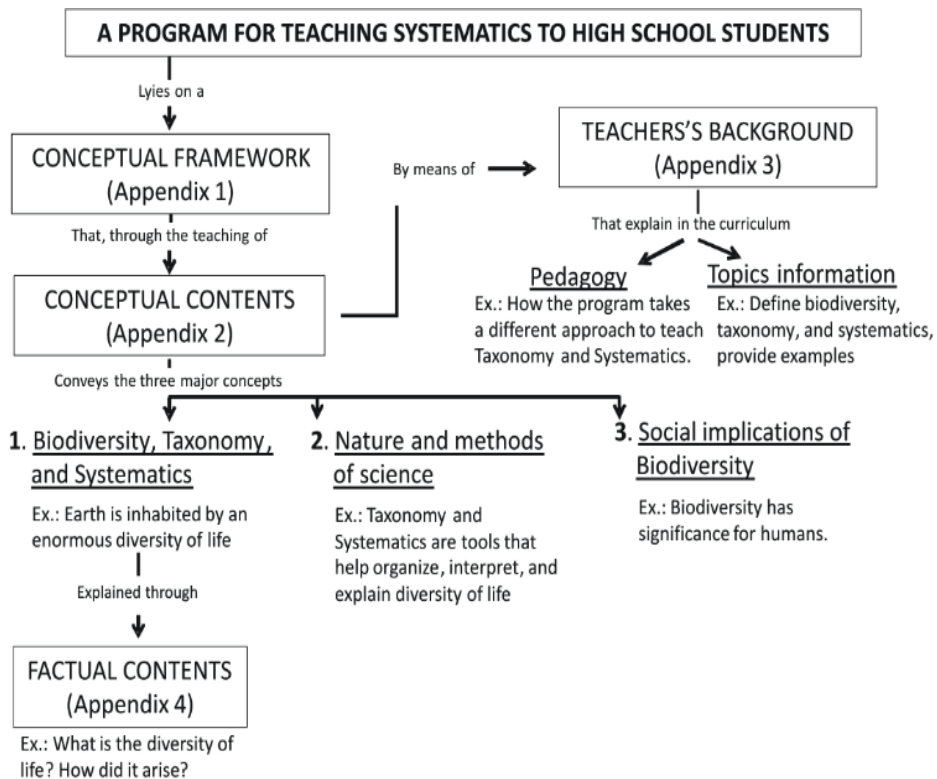 A PROGRAM FOR TEACHING SYSTEMATICS TO HIGH SCHOOL STUDENTS
Lyies on a
CONCEPTUAL FRAMEWORK
(Appendix 1)
That, through the teaching of
CONCEPTUAL CONTENTS
(Appendix 2)
By means of
TEACHERS'S BACKGROUND
(Appendix 3)
That explain in the curriculum
Pedagogy
Ex.: How the program takes
a different approach to teach
Taxonomy and Systematics.
Topics information
Ex.: Define biodiversity,
taxonomy, and systematics,
provide examples
Conveys the three major concepts
1. Biodiversity, Taxonomy,
and Systematics
Ex.: Earth is inhabited by an
enormous diversity of life
2. Nature and methods
of science
Ex.: Taxonomy and
Systematics are tools that
help organize, interpret, and
explain diversity of life
3. Social implications of
Biodiversity
Ex.: Biodiversity has
significance for humans.
Explained through
FACTUAL CONTENTS
(Appendix 4)
Ex.: What is the diversity of
life? How did it arise?